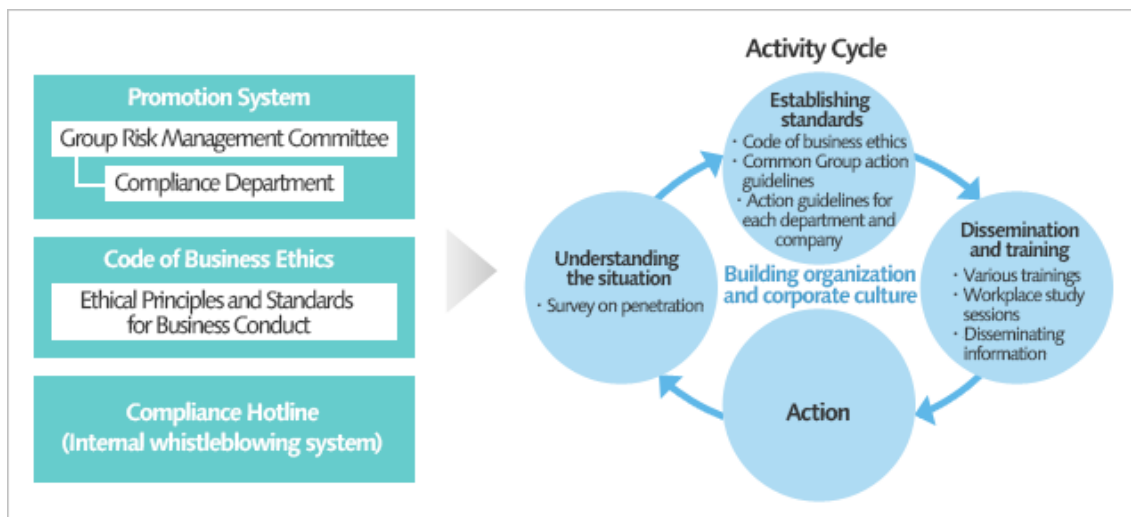 Promotion System
Group Risk Management Committee
Compliance Department
Code of Business Ethics
Ethical Principles and Standards
for Business Conduct
Compliance Hotline
(Internal whistleblowing system)
Activity Cycle
Establishing
standards
・Code of business ethics
・Common Group action
guidelines
・Action guidelines for
each department and
company
Dissemination
and training
・Various trainings
・Workplace study
sessions
・Disseminating
information
Action
Understanding
the situation
・Survey on penetration
Building organization
and corporate culture